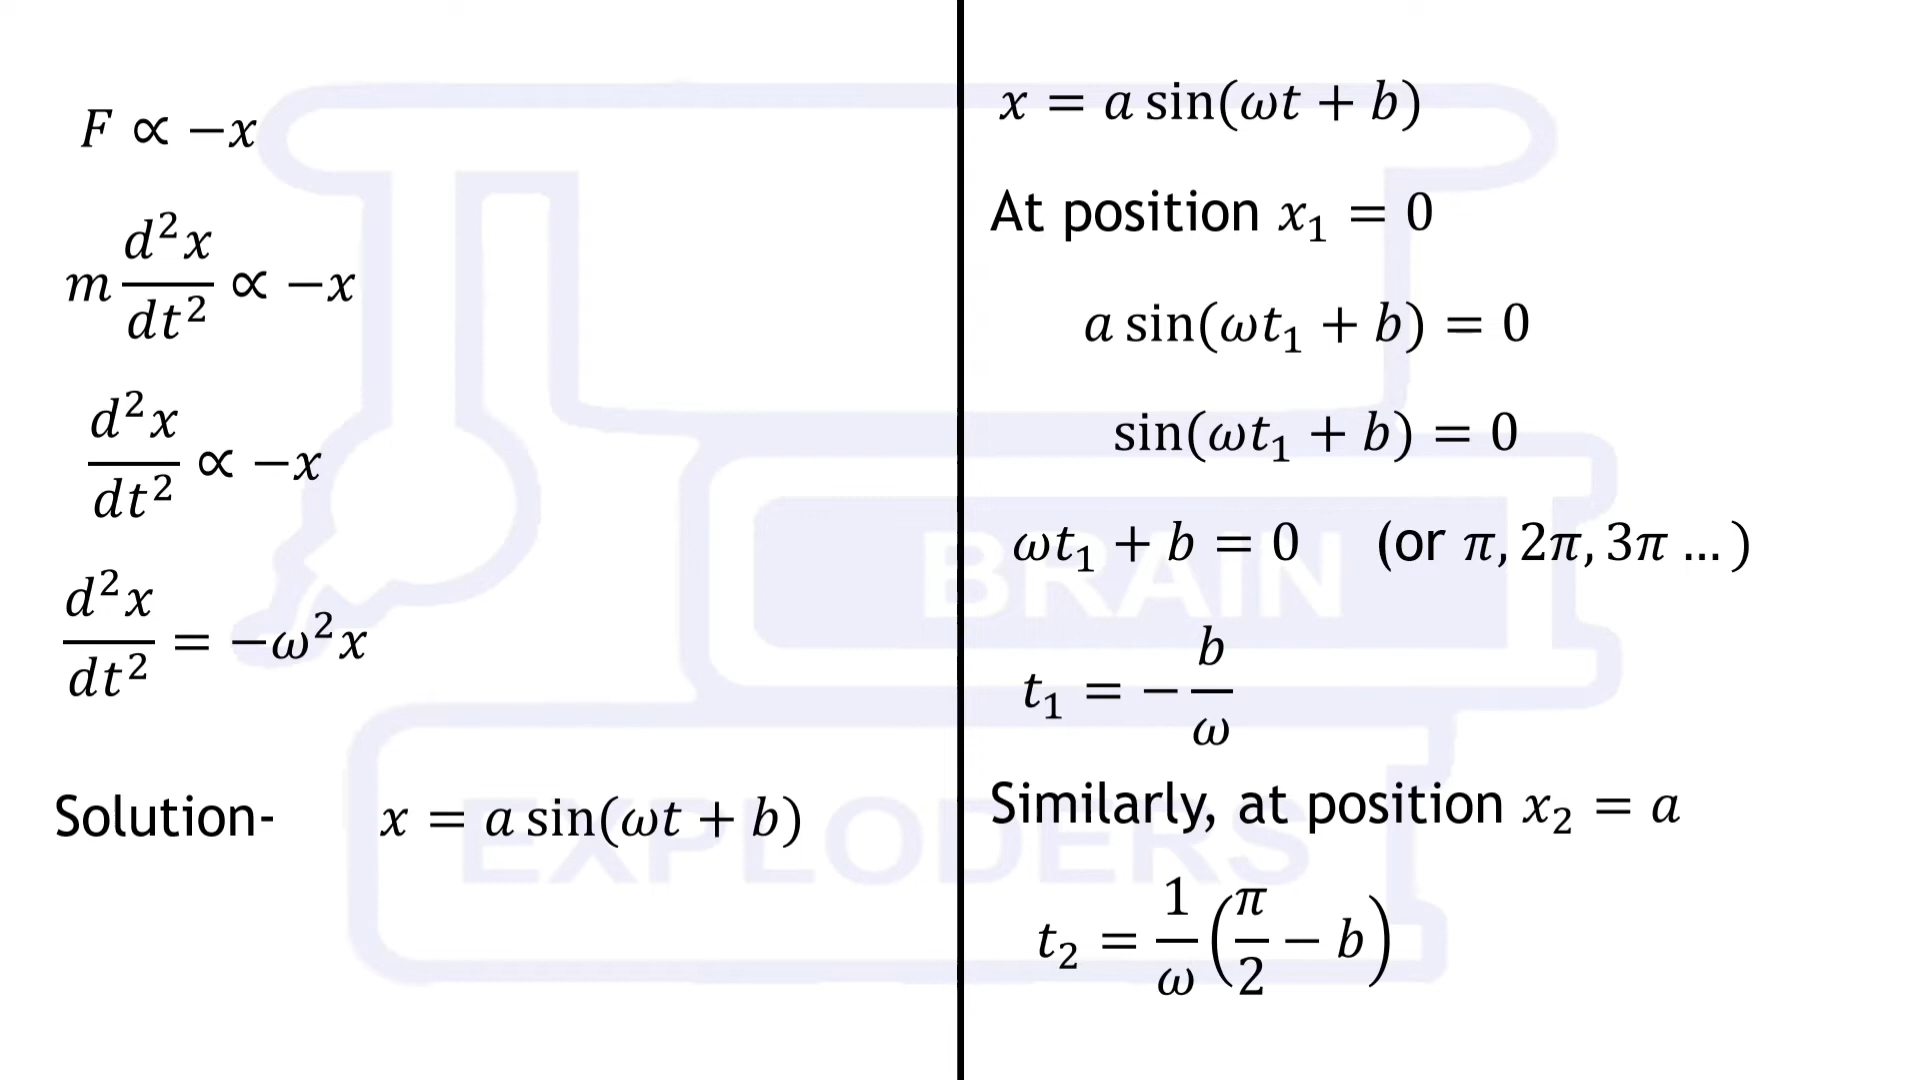 F ∝ −x
m d²x/dt² ∝ −x
d²x/dt² ∝ −x
d²x/dt² = −ω²x
Solution- x = a sin(ωt + b)
x = a sin(ωt + b)
At position x₁ = 0
a sin(ωt₁ + b) = 0
sin(ωt₁ + b) = 0
ωt₁ + b = 0 (or π, 2π, 3π … )
t₁ = − b/ω
Similarly, at position x₂ = a
t₂ = 1/ω (π/2 − b)
BRAIN
EXPLODERS